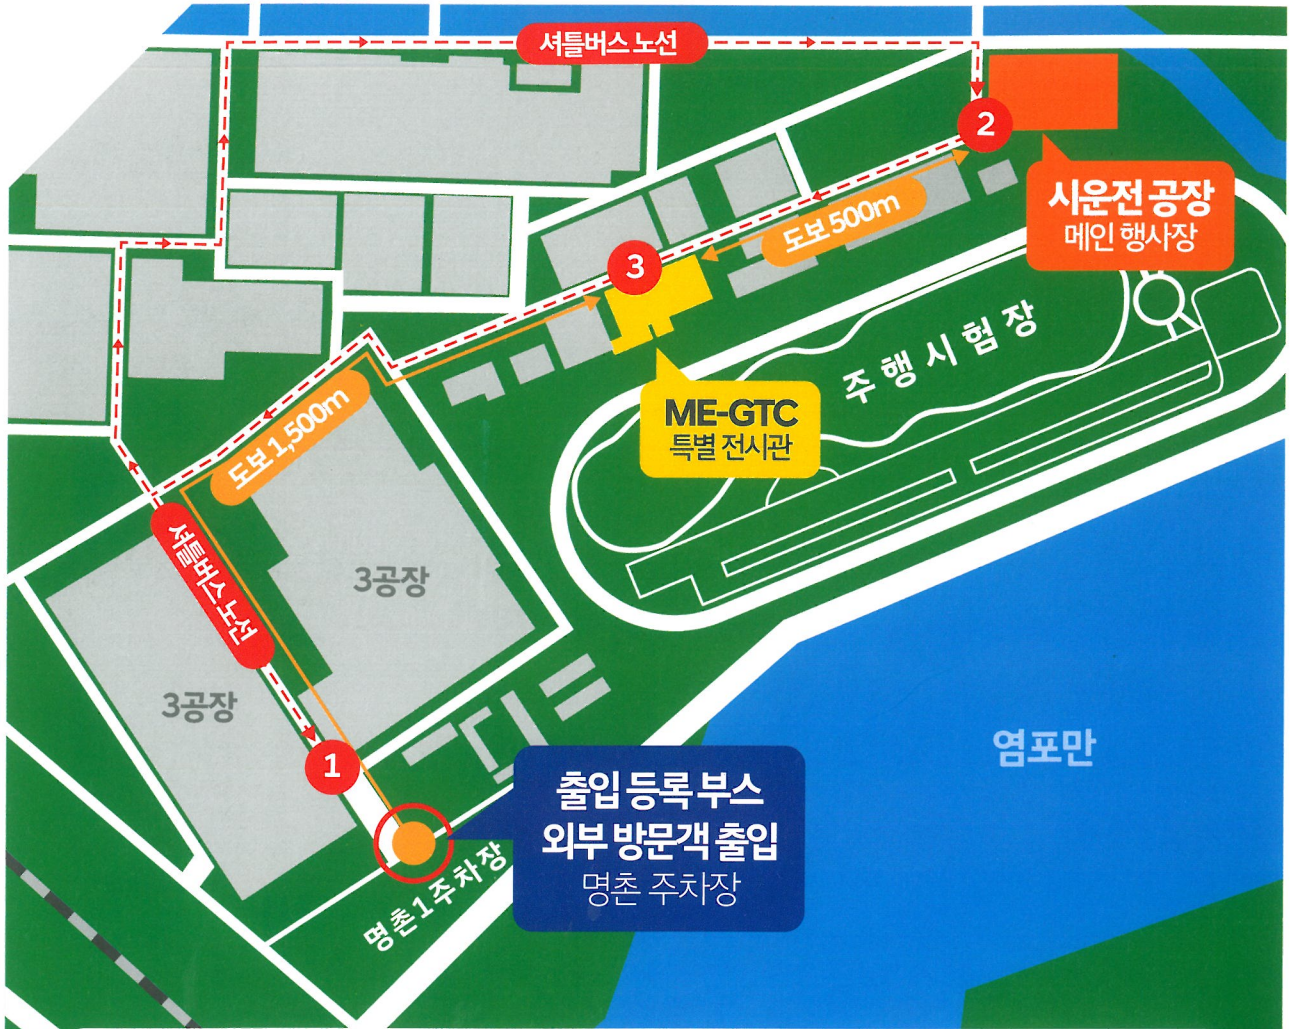 셔틀버스 노선
2
시운전 공장
메인 행사장
도보 500m
3
주행시험장
ME-GTC
특별 전시관
도보 1,500m
셔틀버스 노선
3공장
3공장
1
염포만
출입 등록 부스
외부 방문객 출입
명촌 주차장
명촌1주차장